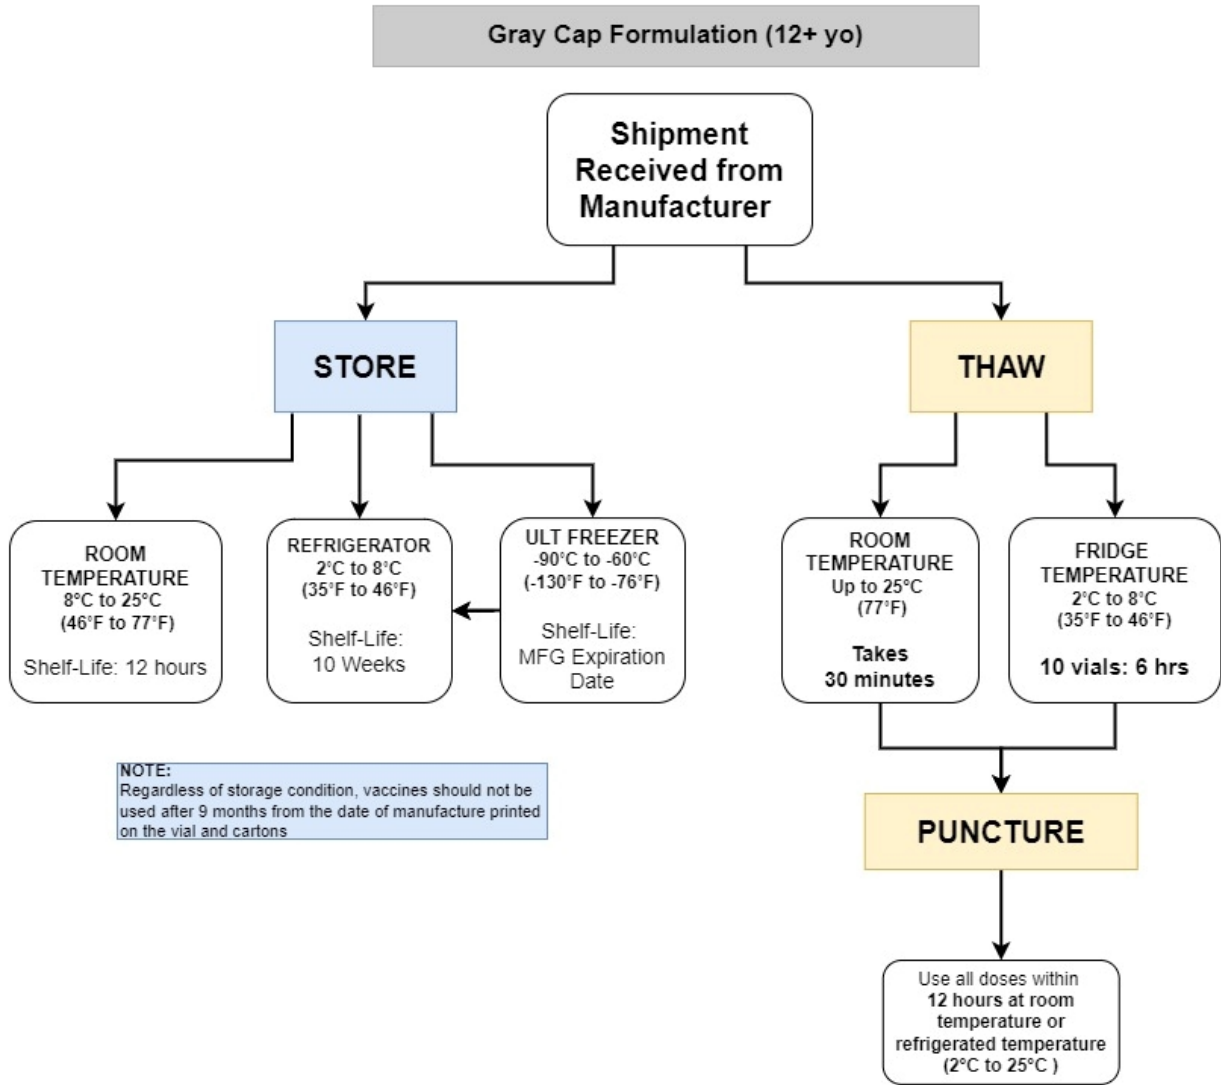 Gray Cap Formulation (12+ yo)
Shipment
Received from
Manufacturer
STORE
THAW
ROOM
TEMPERATURE
8°C to 25°C
(46°F to 77°F)
Shelf-Life: 12 hours
REFRIGERATOR
2°C to 8°C
(35°F to 46°F)
Shelf-Life:
10 Weeks
ULT FREEZER
-90°C to -60°C
(-130°F to -76°F)
Shelf-Life:
MFG Expiration
Date
ROOM
TEMPERATURE
Up to 25°C
(77°F)
Takes
30 minutes
FRIDGE
TEMPERATURE
2°C to 8°C
(35°F to 46°F)
10 vials: 6 hrs
NOTE:
Regardless of storage condition, vaccines should not be
used after 9 months from the date of manufacture printed
on the vial and cartons
PUNCTURE
Use all doses within
12 hours at room
temperature or
refrigerated temperature
(2°C to 25°C )